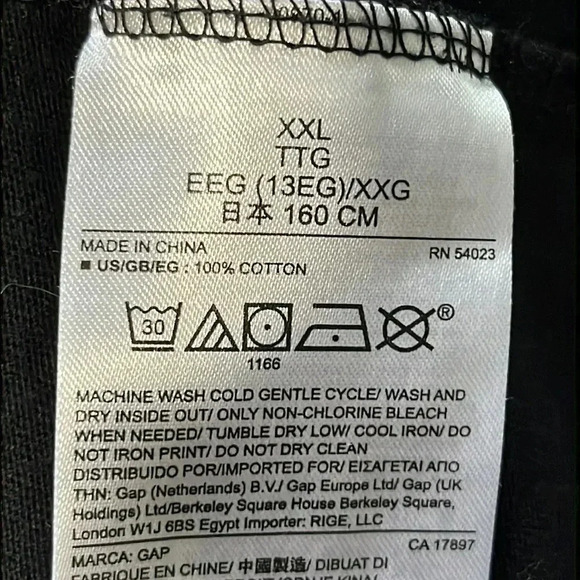 XXL
TTG
EEG (13EG)/XXG
日本 160 CM
MADE IN CHINA
RN 54023
US/GB/EG : 100% COTTON
30
®
1166
MACHINE WASH COLD GENTLE CYCLE/ WASH AND
DRY INSIDE OUT/ ONLY NON-CHLORINE BLEACH
WHEN NEEDED/ TUMBLE DRY LOW/ COOL IRON/ DO
NOT IRON PRINT/ DO NOT DRY CLEAN
DISTRIBUIDO POR/IMPORTED FOR/ ΕΙΣΑΓΕΤΑΙ ΑΠΟ
ΤΗΝ: Gap (Netherlands) B.V./ Gap Europe Ltd/ Gap (UK
Holdings) Ltd/Berkeley Square House Berkeley Square,
London W1J 6BS Egypt Importer: RIGE, LLC
CA 17897
MARCA: GAP
FABRIQUE EN CHINE/ 中國製造/ DIBUAT DI